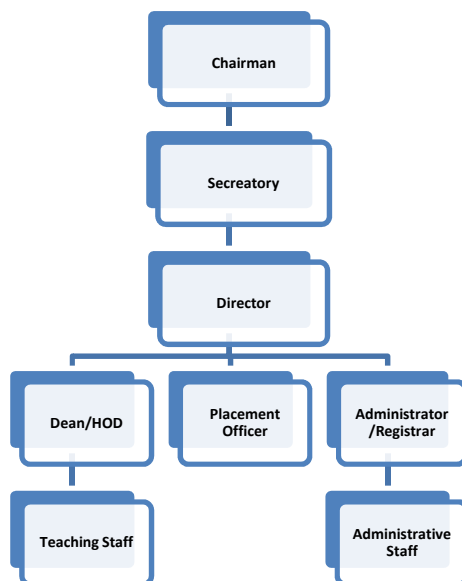 Chairman
Secreatory
Director
Dean/HOD
Placement
Officer
Administrator
/Registrar
Teaching Staff
Administrative
Staff